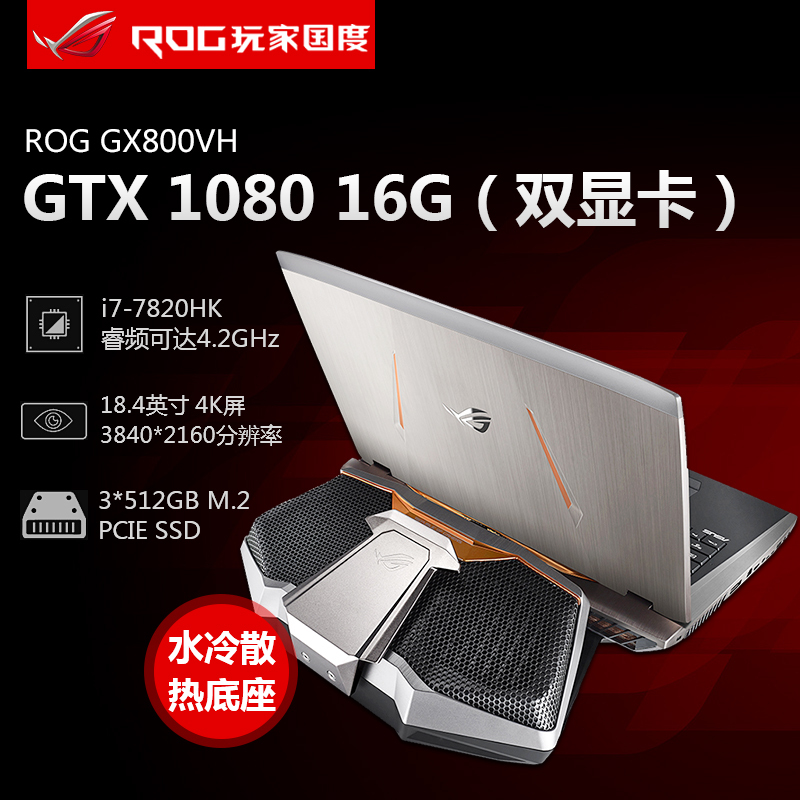 ROG玩家国度
ROG GX800VH
GTX 1080 16G（双显卡）
i7-7820HK
睿频可达4.2GHz
18.4英寸 4K屏
3840*2160分辨率
3*512GB M.2
PCIE SSD
水冷散
热底座
ASUS